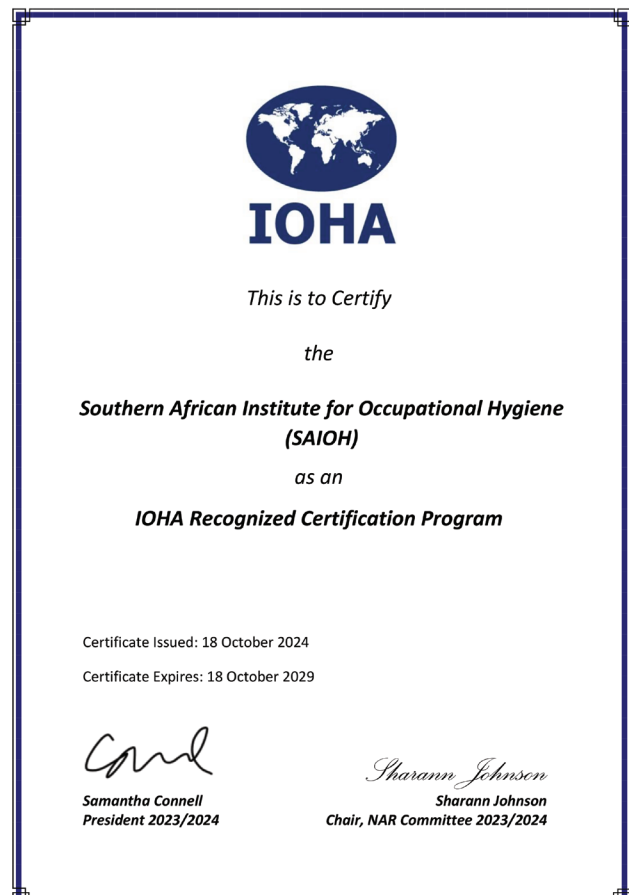 IOHA
This is to Certify
the
Southern African Institute for Occupational Hygiene
(SAIOH)
as an
IOHA Recognized Certification Program
Certificate Issued: 18 October 2024
Certificate Expires: 18 October 2029
Sharann Johnson
Samantha Connell
President 2023/2024
Sharann Johnson
Chair, NAR Committee 2023/2024